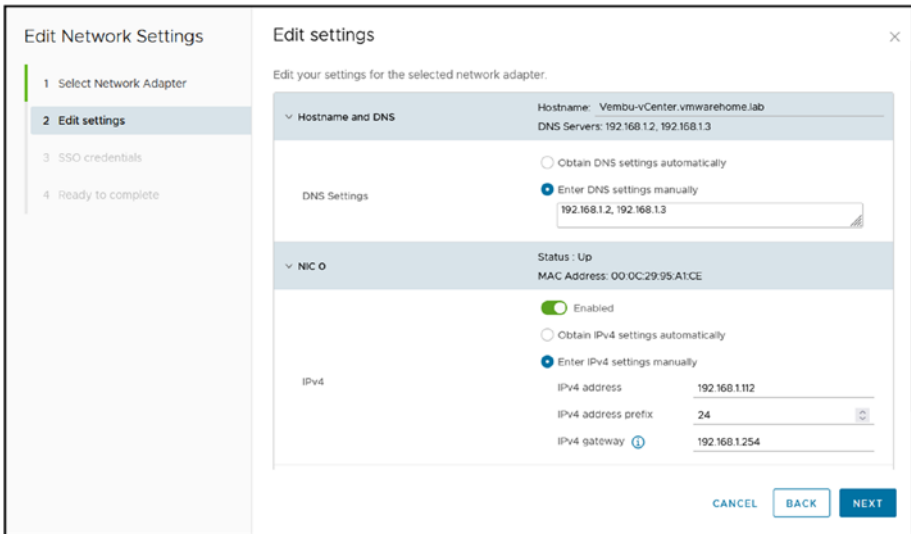 Edit Network Settings
1 Select Network Adapter
2 Edit settings
3 SSO credentials
4 Ready to complete
Edit settings
Edit your settings for the selected network adapter.
Hostname and DNS
Hostname: Vembu-vCenter.vmwarehome.lab
DNS Servers: 192.168.1.2, 192.168.1.3
DNS Settings
Obtain DNS settings automatically
Enter DNS settings manually
192.168.1.2, 192.168.1.3
NIC 0
Status : Up
MAC Address: 00:0C:29:95:A1:CE
IPv4
Enabled
Obtain IPv4 settings automatically
Enter IPv4 settings manually
IPv4 address 192.168.1.112
IPv4 address prefix 24
IPv4 gateway 192.168.1.254
CANCEL BACK NEXT